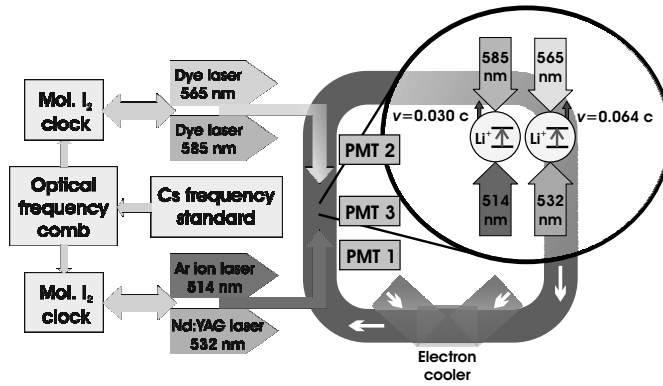 Dye laser
565 nm
Dye laser
585 nm
Mol. I₂
clock
Optical
frequency
comb
Cs frequency
standard
Mol. I₂
clock
Ar ion laser
514 nm
Nd:YAG laser
532 nm
PMT 2
PMT 3
PMT 1
585
nm
565
nm
v=0.030 c
v=0.064 c
Li⁺
Li⁺
514
nm
532
nm
Electron
cooler